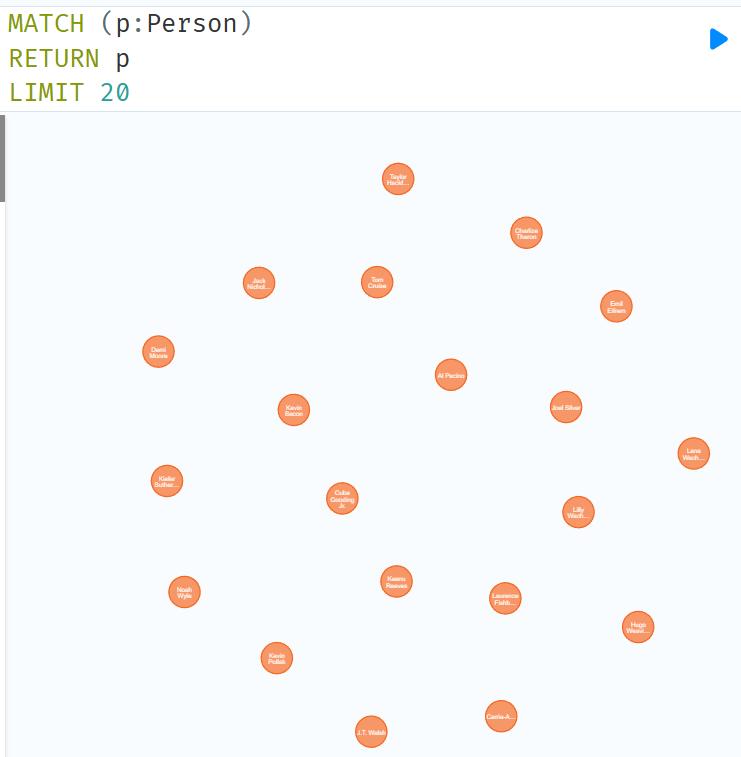 MATCH (p:Person)
RETURN p
LIMIT 20
Taylor
Hackf...
Charlize
Theron
Jack
Nichol...
Tom
Cruise
Emil
Eifrem
Demi
Moore
Al Pacino
Kevin
Bacon
Joel Silver
Lana
Wach...
Kiefer
Suther...
Cuba
Gooding
Jr.
Lilly
Wach...
Keanu
Reeves
Noah
Wyle
Laurence
Fishb...
Hugo
Weavi...
Kevin
Pollak
Carrie-A...
J.T. Walsh